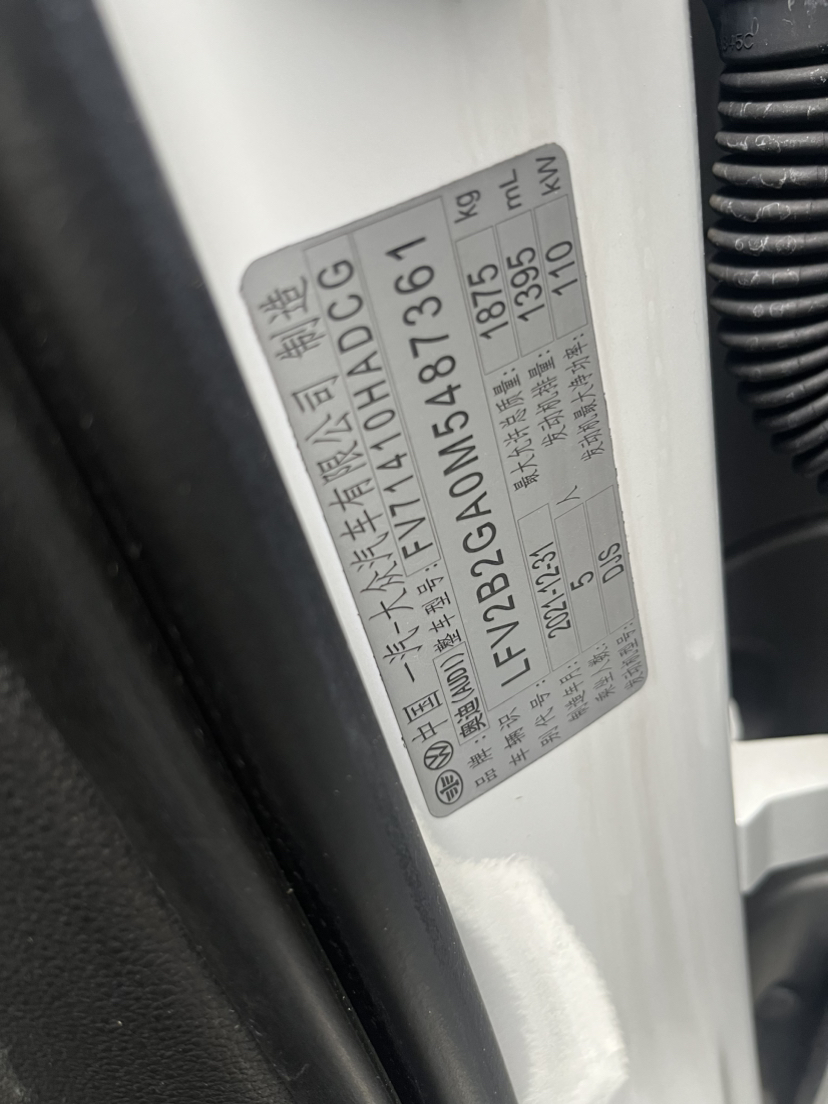 中国 一汽-大众汽车有限公司 制造
品牌: 奥迪(AUDI) 整车型号: FV71410HADCG
车辆识别代号: LFV2B2GA0M5487361
制造年月: 2021-12-31 最大允许总质量: 1875 kg
乘坐人数: 5 人 发动机排量: 1395 mL
发动机型号: DJS 发动机最大净功率: 110 kW